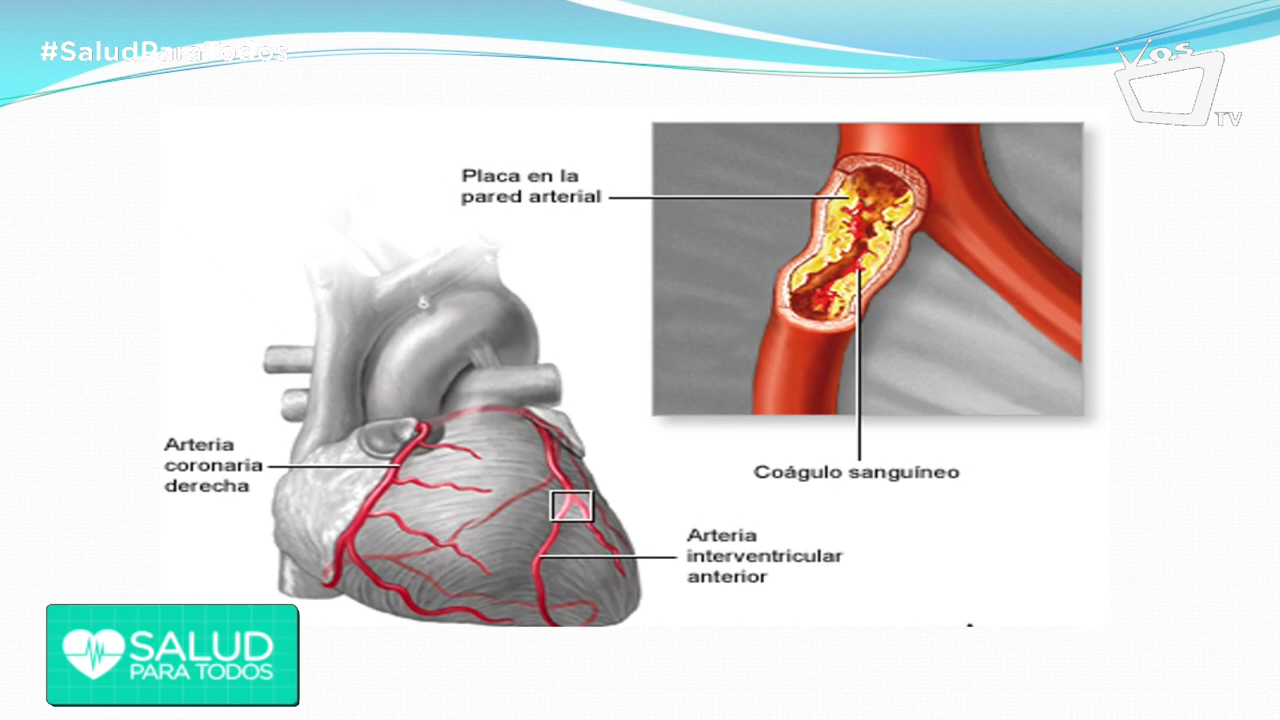 #SaludParaTodos
VOS
TV
Placa en la
pared arterial
Arteria
coronaria
derecha
Coágulo sanguíneo
Arteria
interventricular
anterior
SALUD
PARA TODOS